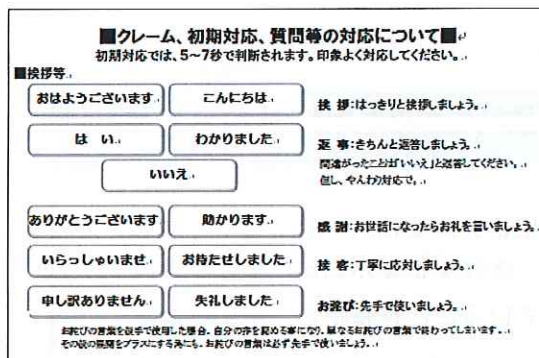 ■クレーム、初期対応、質問等の対応について■
初期対応では、5～7秒で判断されます。印象よく対応してください。
■挨拶等
おはようございます こんにちは 挨 拶：はっきりと挨拶しましょう。
は い わかりました 返 事：きちんと返答しましょう。
間違がったことは「いいえ」と返答してください。
いいえ 但し、やんわり対応で。
ありがとうございます 助かります 感 謝：お世話になったらお礼を言いましょう。
いらっしゃいませ お待たせしました 接 客：丁寧に応対しましょう。
申し訳ありません 失礼しました お詫び：先手で使いましょう。
お詫びの言葉を後手で使用した場合、自分の非を認める事になり、単なるお詫びの言葉で終わってしまいます。
その後の展開をプラスにする為にも、お詫びの言葉は必ず先手で使いましょう。